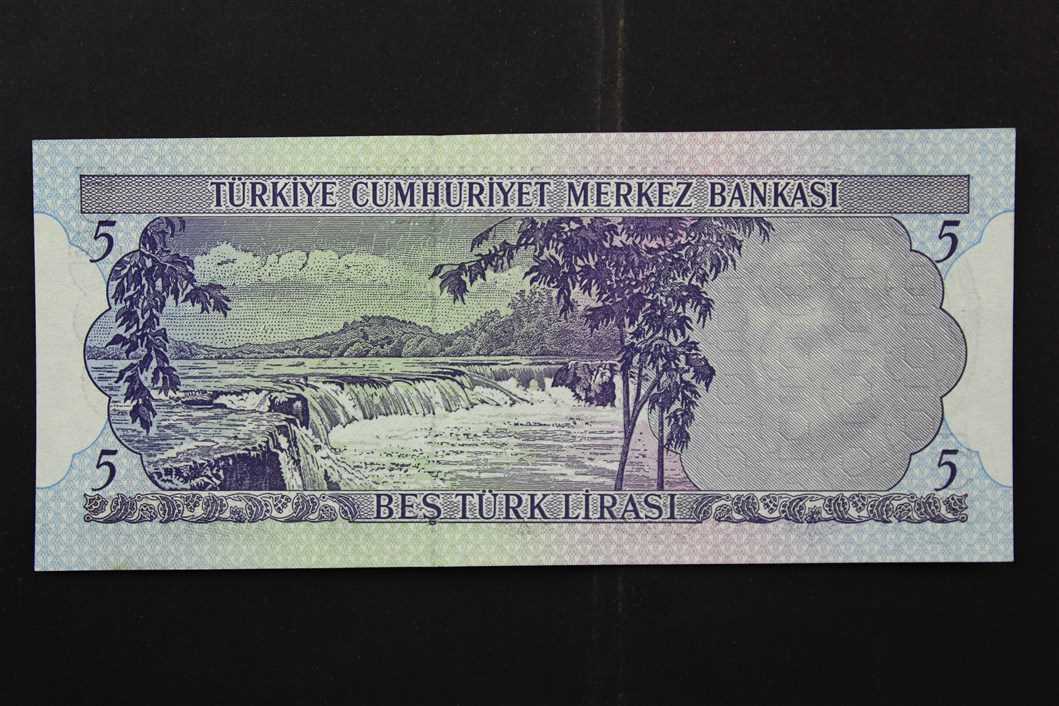 TÜRKİYE CUMHURİYET MERKEZ BANKASI
5 5
5 5
BEŞ TÜRK LİRASI